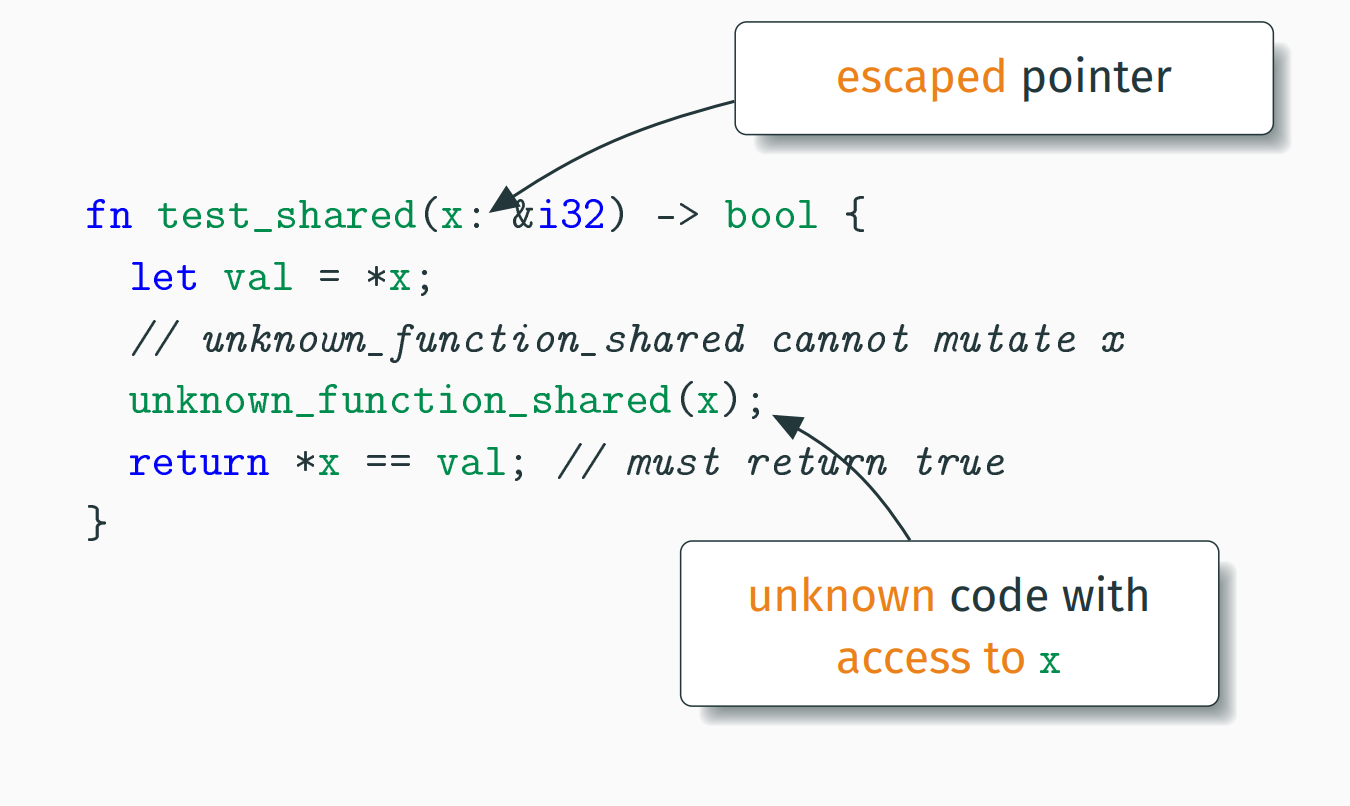 escaped pointer
fn test_shared(x: &i32) -> bool {
let val = *x;
// unknown_function_shared cannot mutate x
unknown_function_shared(x);
return *x == val; // must return true
}
unknown code with
access to x